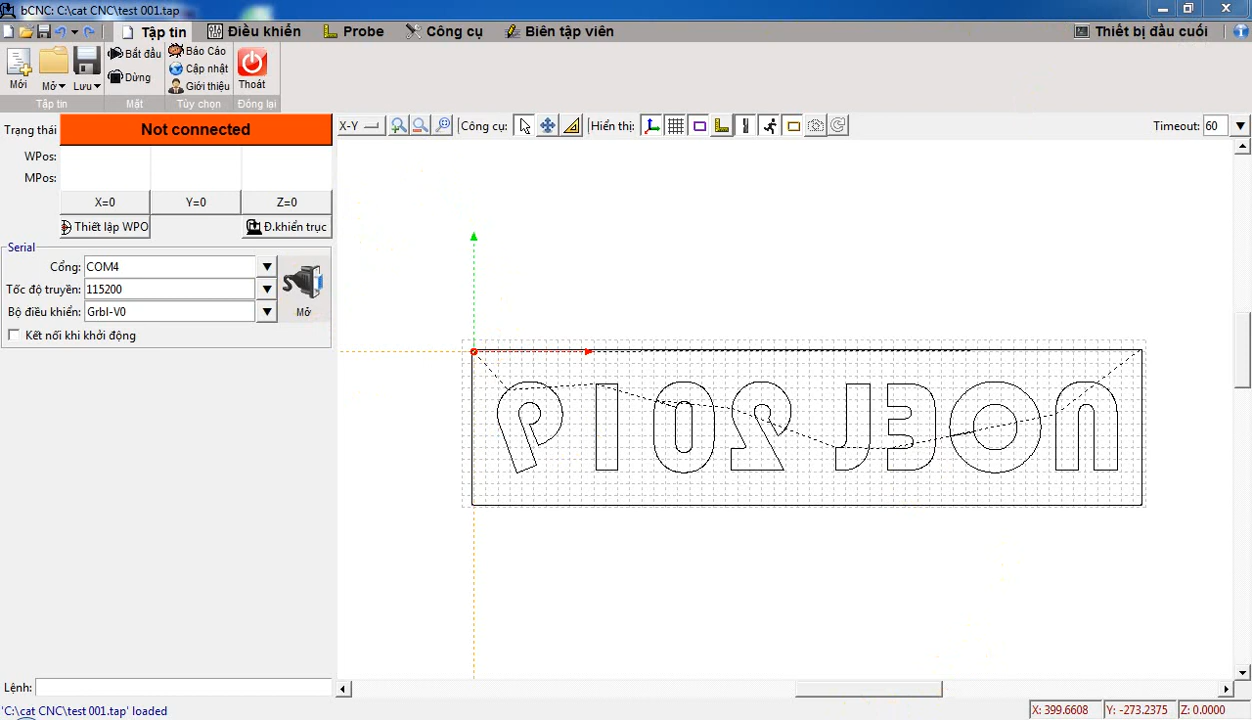 bCNC: C:\cat CNC\test 001.tap
Tập tin
Điều khiển
Probe
Công cụ
Biên tập viên
Thiết bị đầu cuối
Mới
Mở
Lưu
Bắt đầu
Dừng
Báo Cáo
Cập nhật
Giới thiệu
Thoát
Tập tin
Mất
Tùy chọn
Đóng lại
Trạng thái
Not connected
WPos:
MPos:
X=0
Y=0
Z=0
Thiết lập WPO
Đ.khiển trục
Serial
Cổng: COM4
Tốc độ truyền: 115200
Bộ điều khiển: Grbl-V0
Mở
Kết nối khi khởi động
X-Y
Công cụ:
Hiển thị:
Timeout: 60
Lệnh:
'C:\cat CNC\test 001.tap' loaded
X: 399.6608
Y: -273.2375
Z: 0.0000